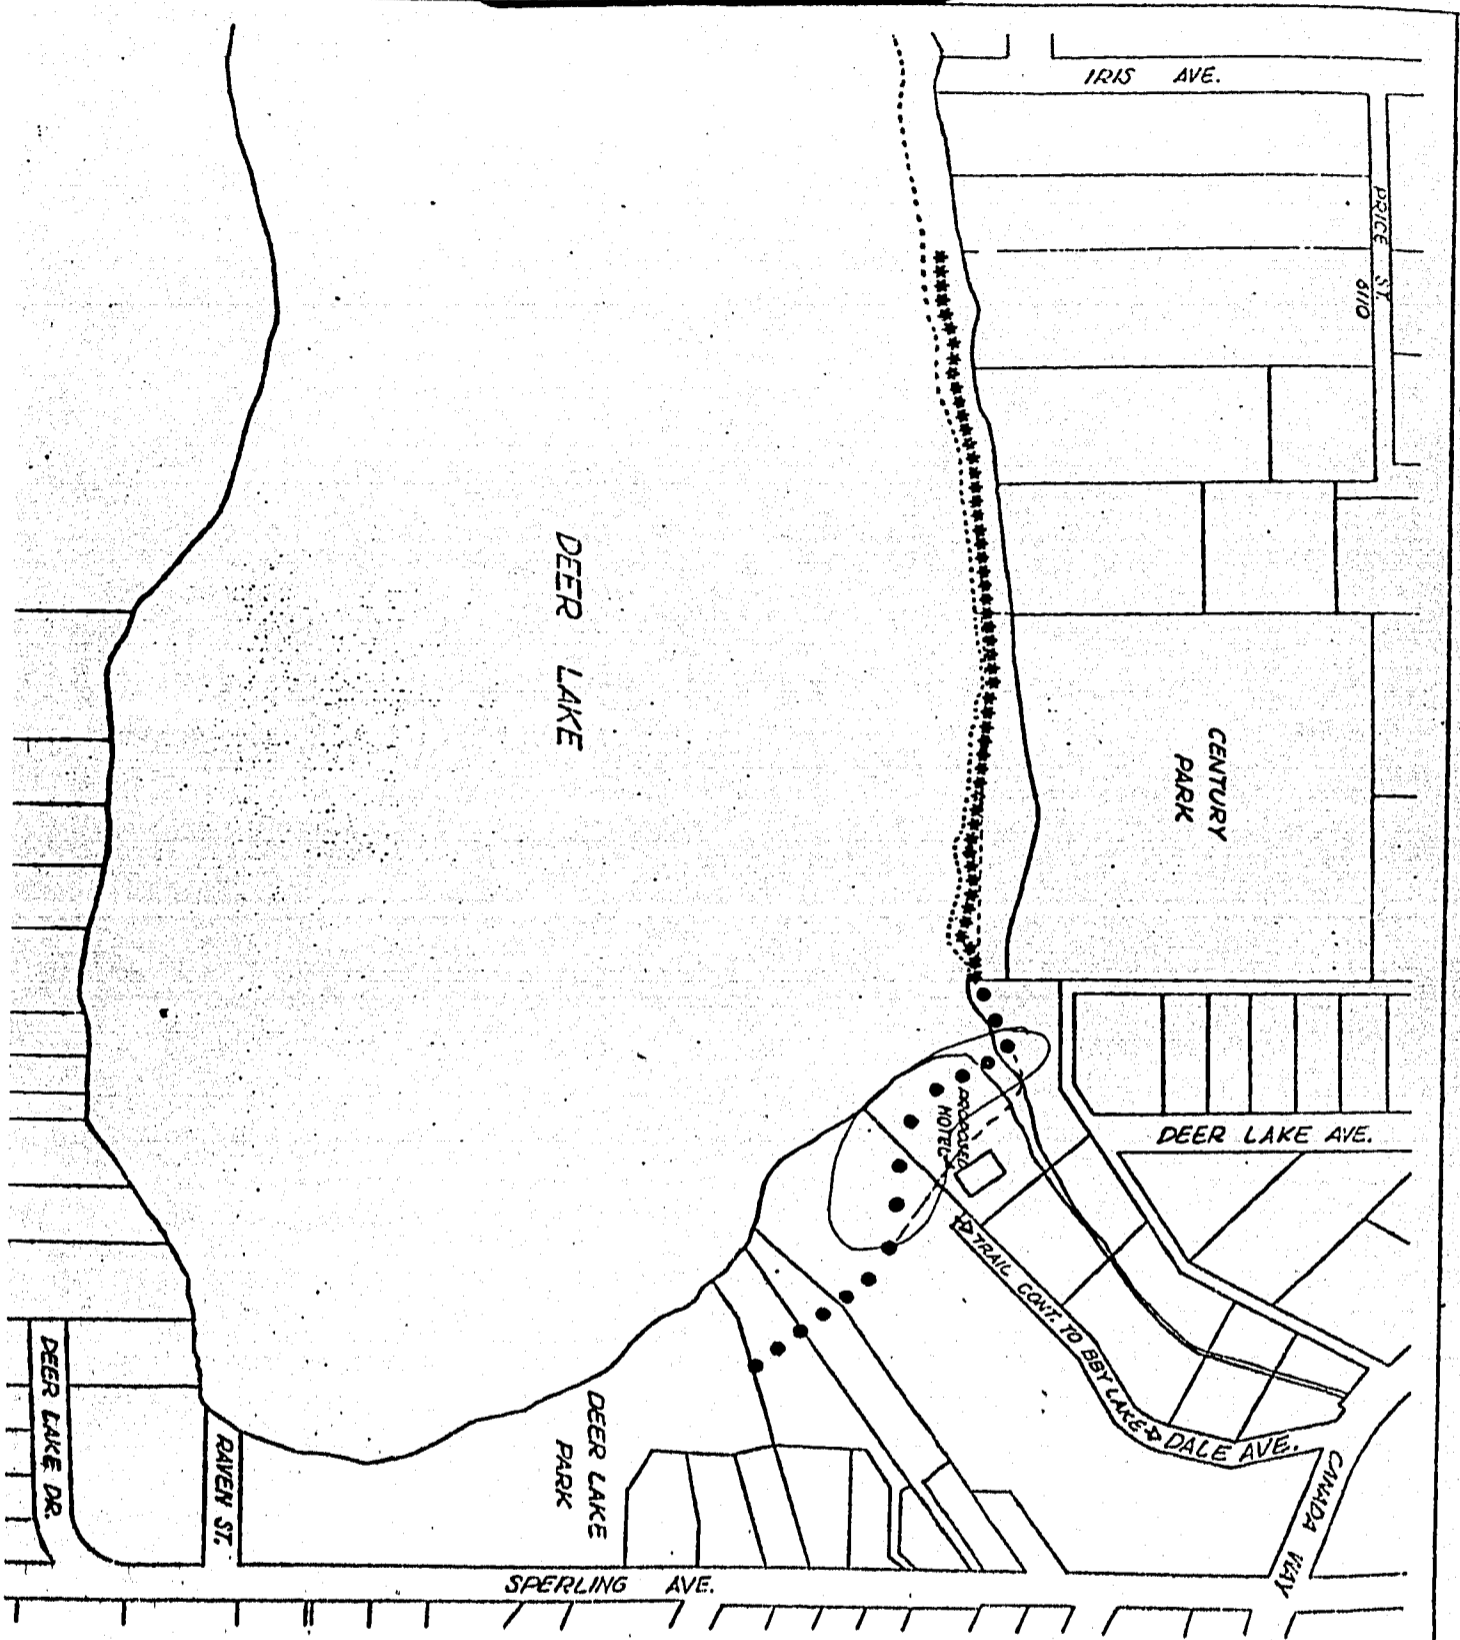 IRIS AVE.
PRICE ST.
6110
DEER LAKE
CENTURY
PARK
DEER LAKE AVE.
PROPOSED
MOTEL
TRAIL CONT. TO BBY LAKE
DALE AVE.
CANADA WAY
DEER LAKE
PARK
DEER LAKE DR.
RAVEN ST.
SPERLING AVE.